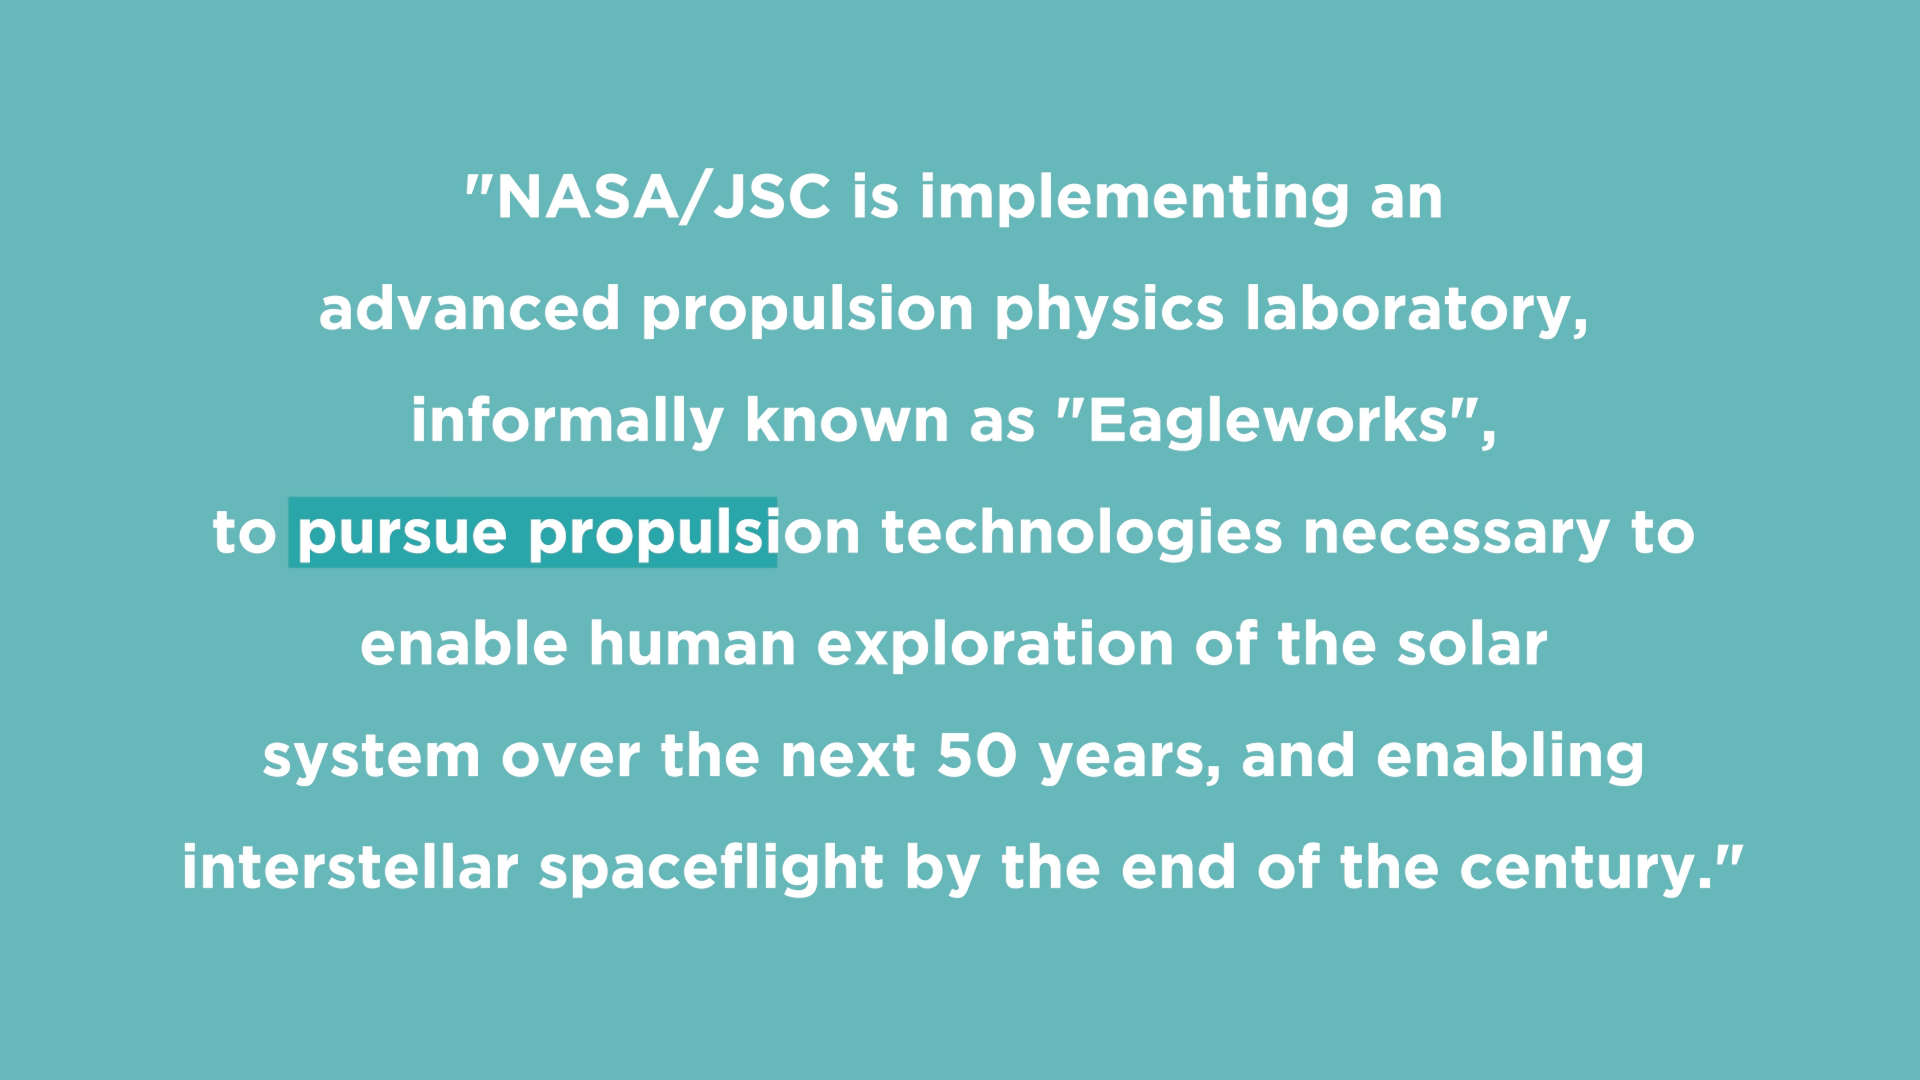 "NASA/JSC is implementing an
advanced propulsion physics laboratory,
informally known as "Eagleworks",
to pursue propulsion technologies necessary to
enable human exploration of the solar
system over the next 50 years, and enabling
interstellar spaceflight by the end of the century."